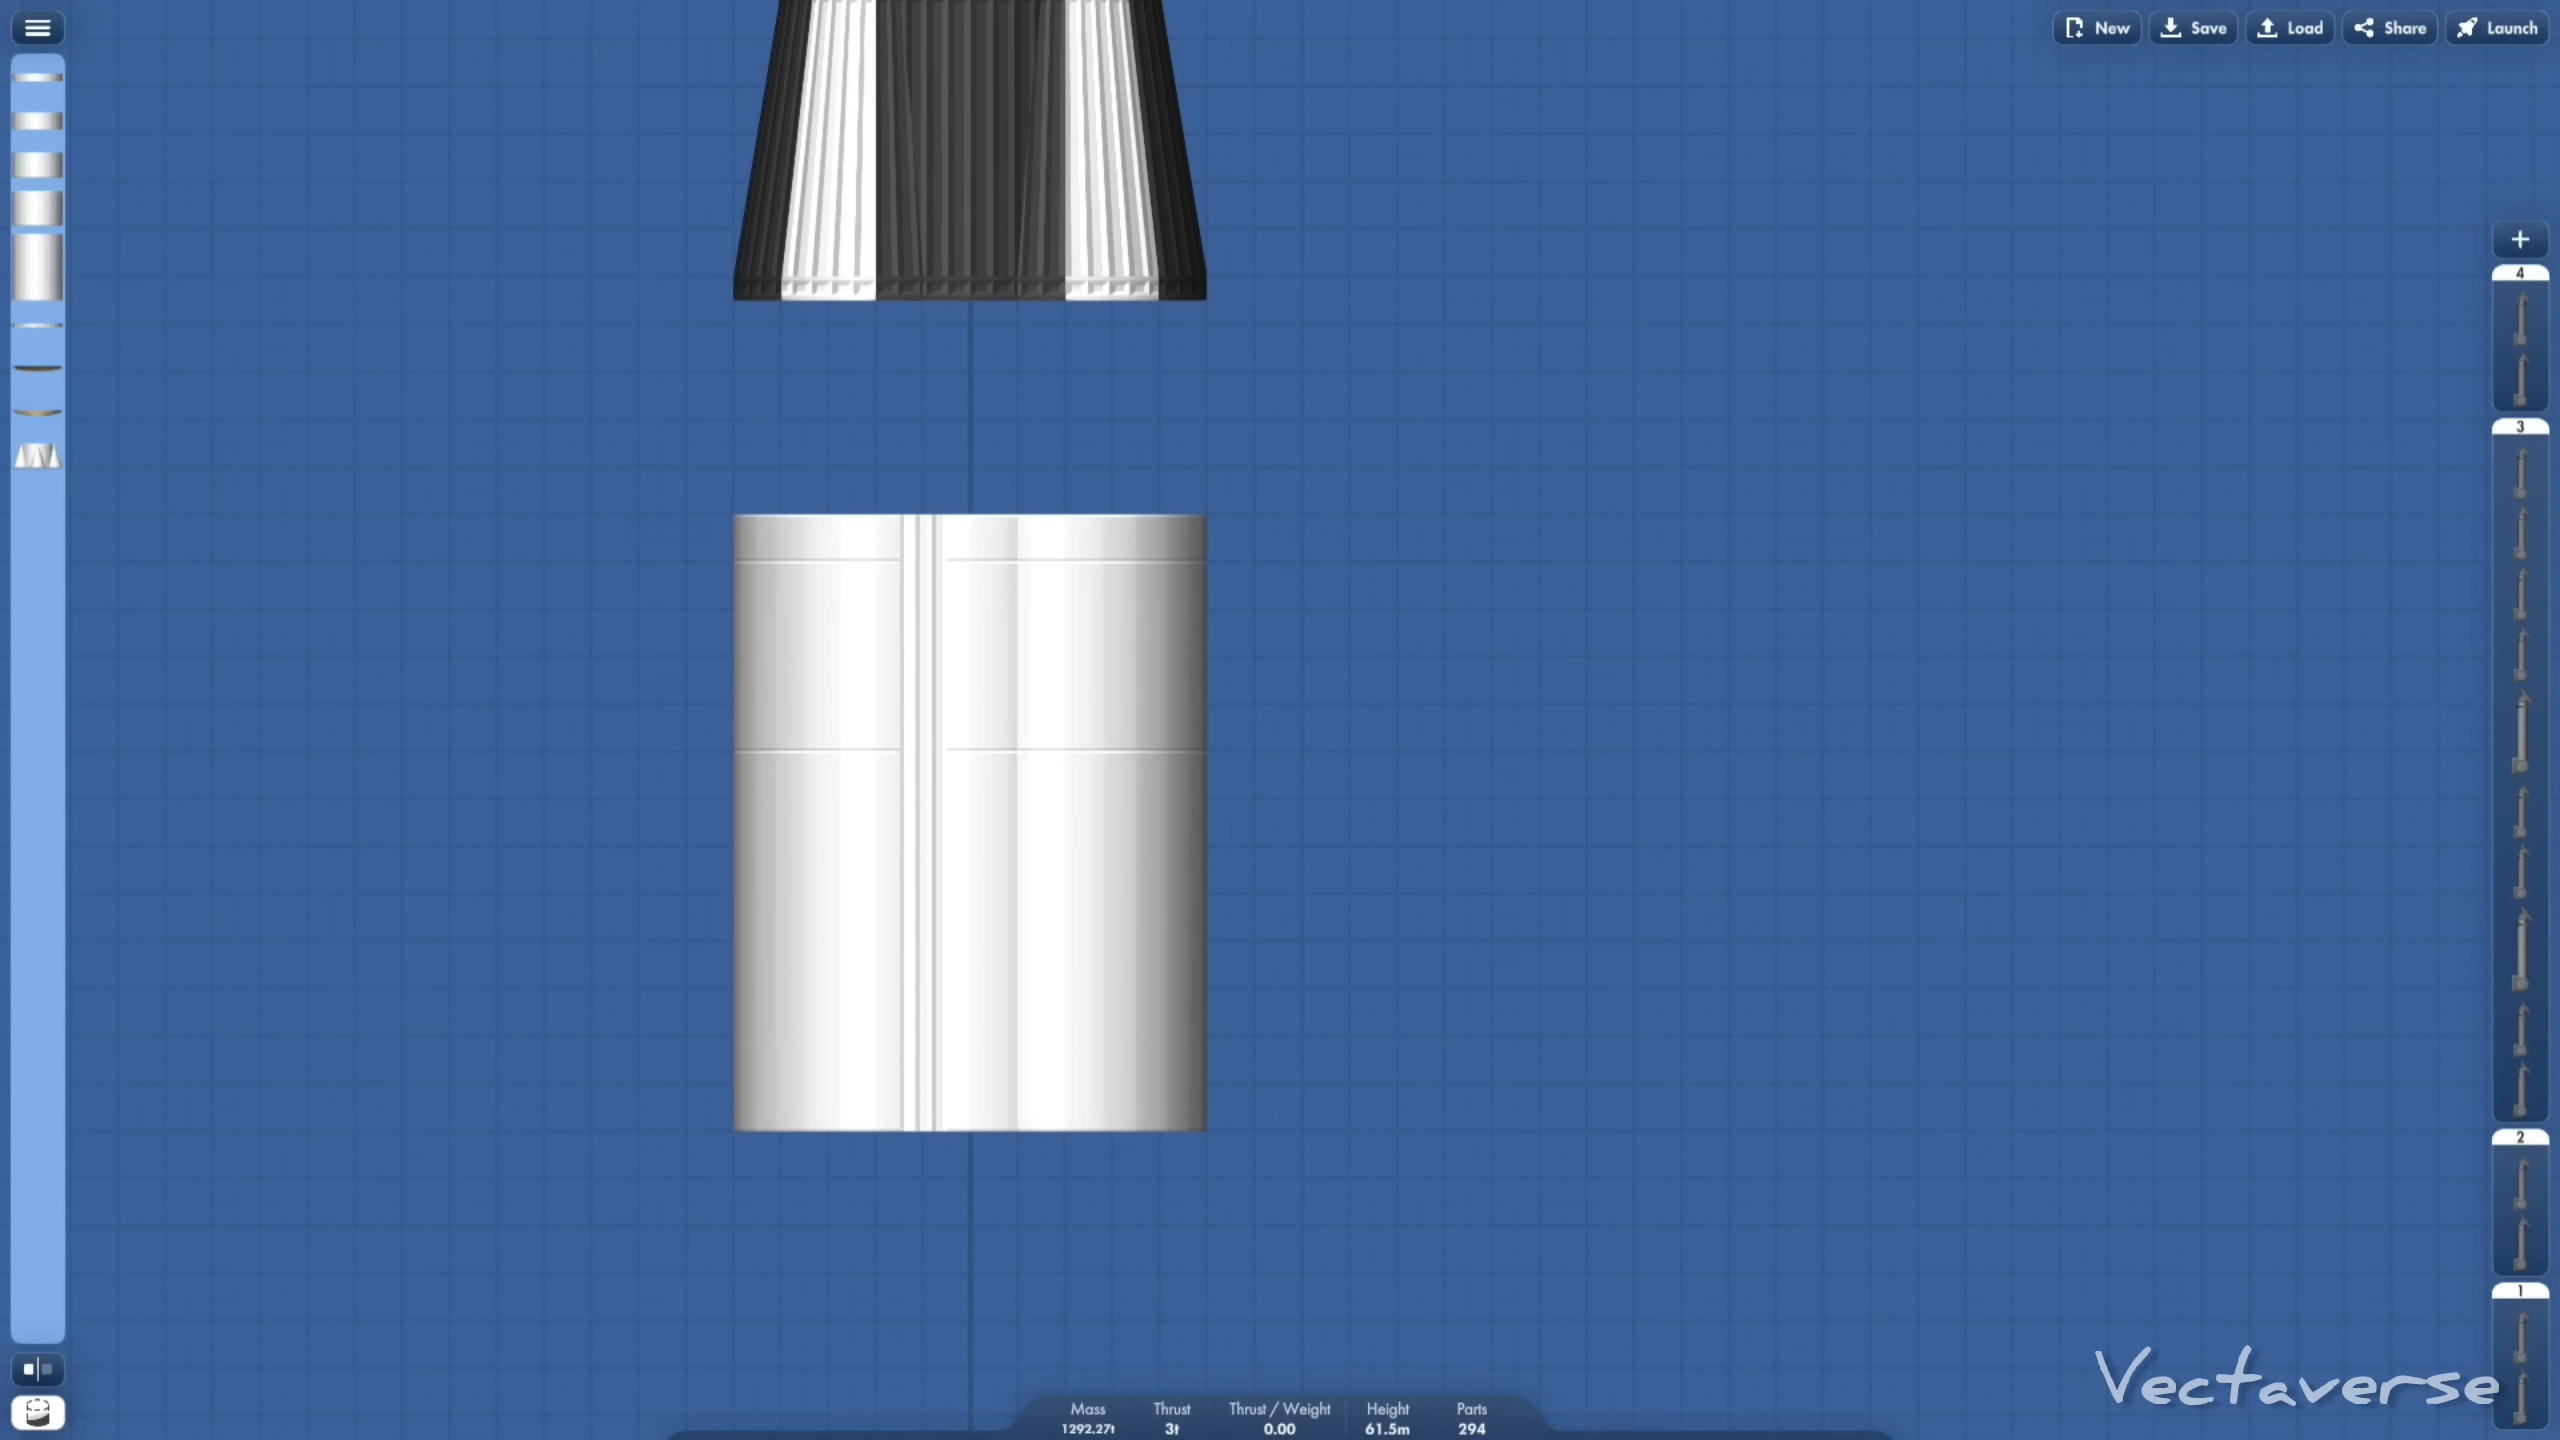 New Save Load Share Launch
4
3
2
1
Vectaverse
Mass Thrust Thrust / Weight Height Parts
1292.27t 3t 0.00 61.5m 294